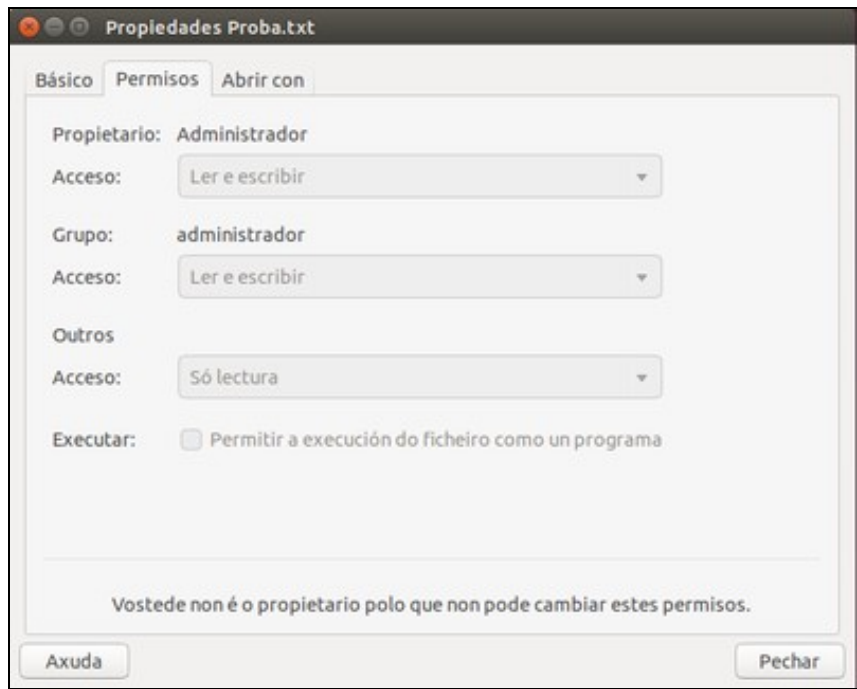 Propiedades Proba.txt
Básico Permisos Abrir con
Propietario: Administrador
Acceso: Ler e escribir
Grupo: administrador
Acceso: Ler e escribir
Outros
Acceso: Só lectura
Executar: Permitir a execución do ficheiro como un programa
Vostede non é o propietario polo que non pode cambiar estes permisos.
Axuda Pechar